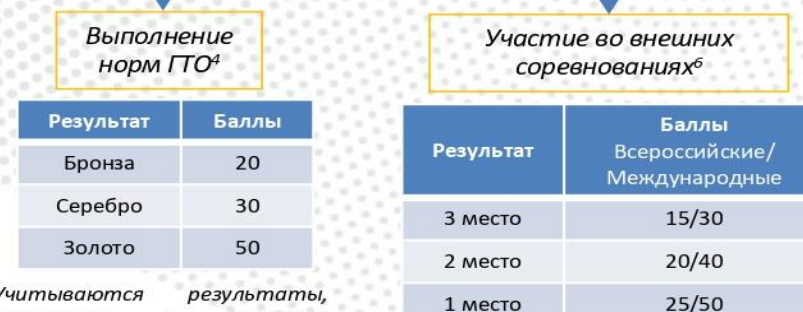 Выполнение
норм ГТО⁴
Результат Баллы
Бронза 20
Серебро 30
Золото 50
Учитываются результаты,
Участие во внешних
соревнованиях⁶
Результат
Баллы
Всероссийские/
Международные
3 место 15/30
2 место 20/40
1 место 25/50